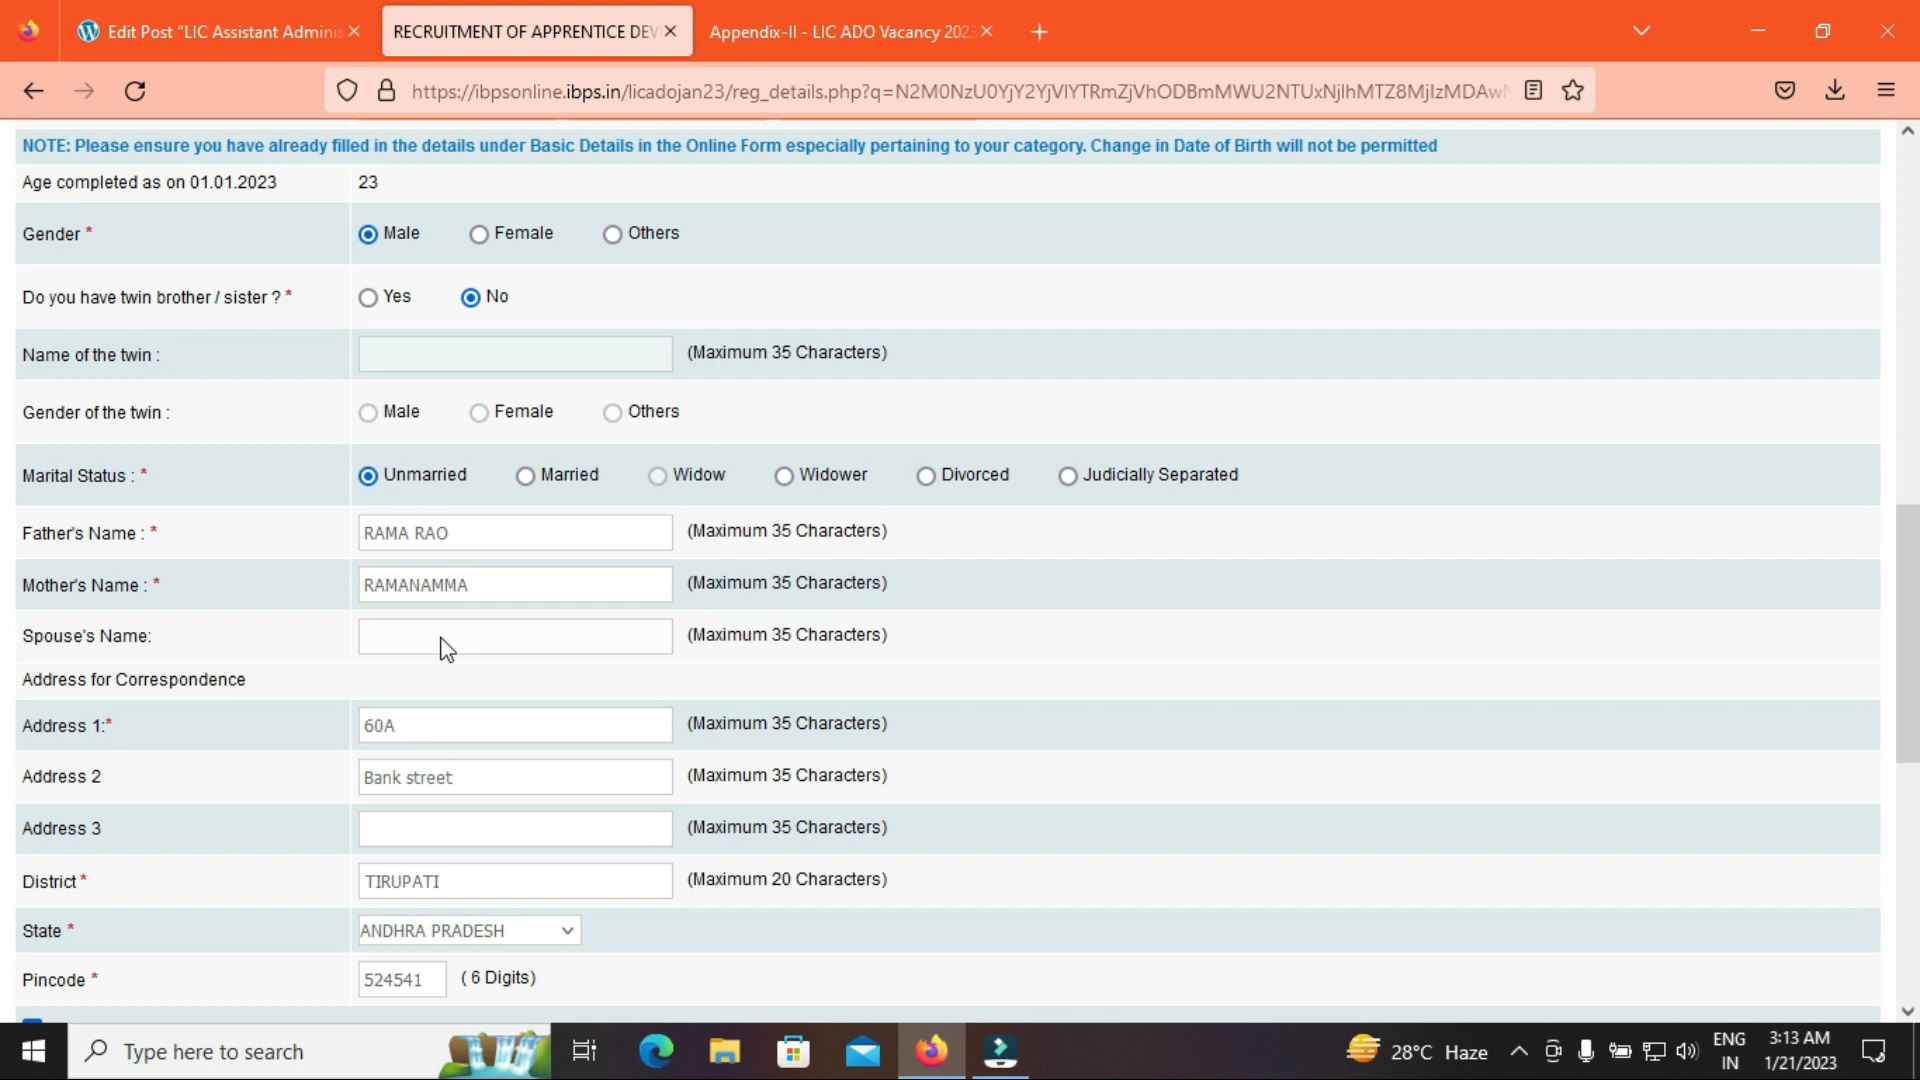 Edit Post “LIC Assistant Adminis
RECRUITMENT OF APPRENTICE DEV
Appendix-II - LIC ADO Vacancy 2023
https://ibpsonline.ibps.in/licadojan23/reg_details.php?q=
NOTE: Please ensure you have already filled in the details under Basic Details in the Online Form especially pertaining to your category. Change in Date of Birth will not be permitted
Age completed as on 01.01.2023 23
Gender * Male Female Others
Do you have twin brother / sister ? * Yes No
Name of the twin : (Maximum 35 Characters)
Gender of the twin : Male Female Others
Marital Status : * Unmarried Married Widow Widower Divorced Judicially Separated
Father's Name : * RAMA RAO (Maximum 35 Characters)
Mother's Name : * RAMANAMMA (Maximum 35 Characters)
Spouse's Name: (Maximum 35 Characters)
Address for Correspondence
Address 1:* 60A (Maximum 35 Characters)
Address 2 Bank street (Maximum 35 Characters)
Address 3 (Maximum 35 Characters)
District * TIRUPATI (Maximum 20 Characters)
State * ANDHRA PRADESH
Pincode * 524541 ( 6 Digits)
Type here to search
28°C Haze
ENG
IN
3:13 AM
1/21/2023